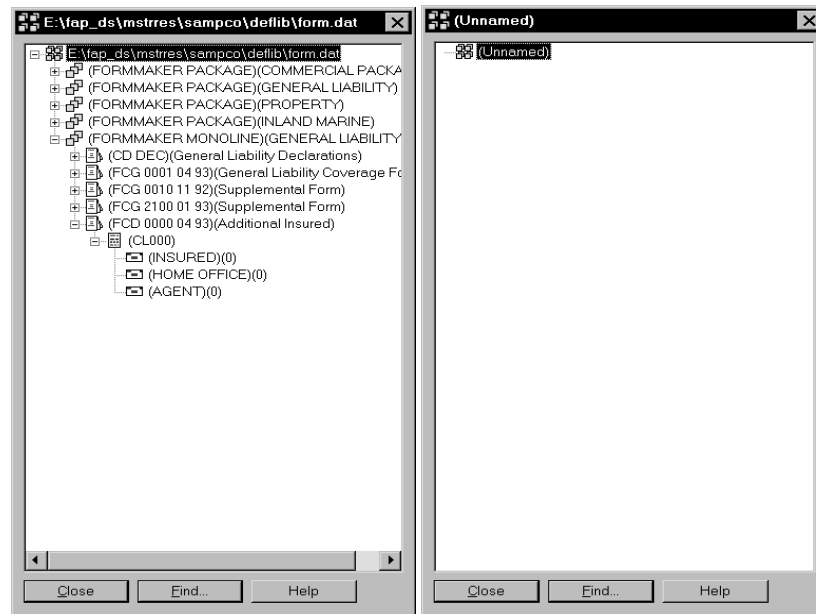 E:\fap_ds\mstrres\sampco\deflib\form.dat
E:\fap_ds\mstrres\sampco\deflib\form.dat
(FORMMAKER PACKAGE)(COMMERCIAL PACKA
(FORMMAKER PACKAGE)(GENERAL LIABILITY)
(FORMMAKER PACKAGE)(PROPERTY)
(FORMMAKER PACKAGE)(INLAND MARINE)
(FORMMAKER MONOLINE)(GENERAL LIABILITY
(CD DEC)(General Liability Declarations)
(FCG 0001 04 93)(General Liability Coverage Fo
(FCG 0010 11 92)(Supplemental Form)
(FCG 2100 01 93)(Supplemental Form)
(FCD 0000 04 93)(Additional Insured)
(CL000)
(INSURED)(0)
(HOME OFFICE)(0)
(AGENT)(0)
Close Find... Help
(Unnamed)
(Unnamed)
Close Find... Help